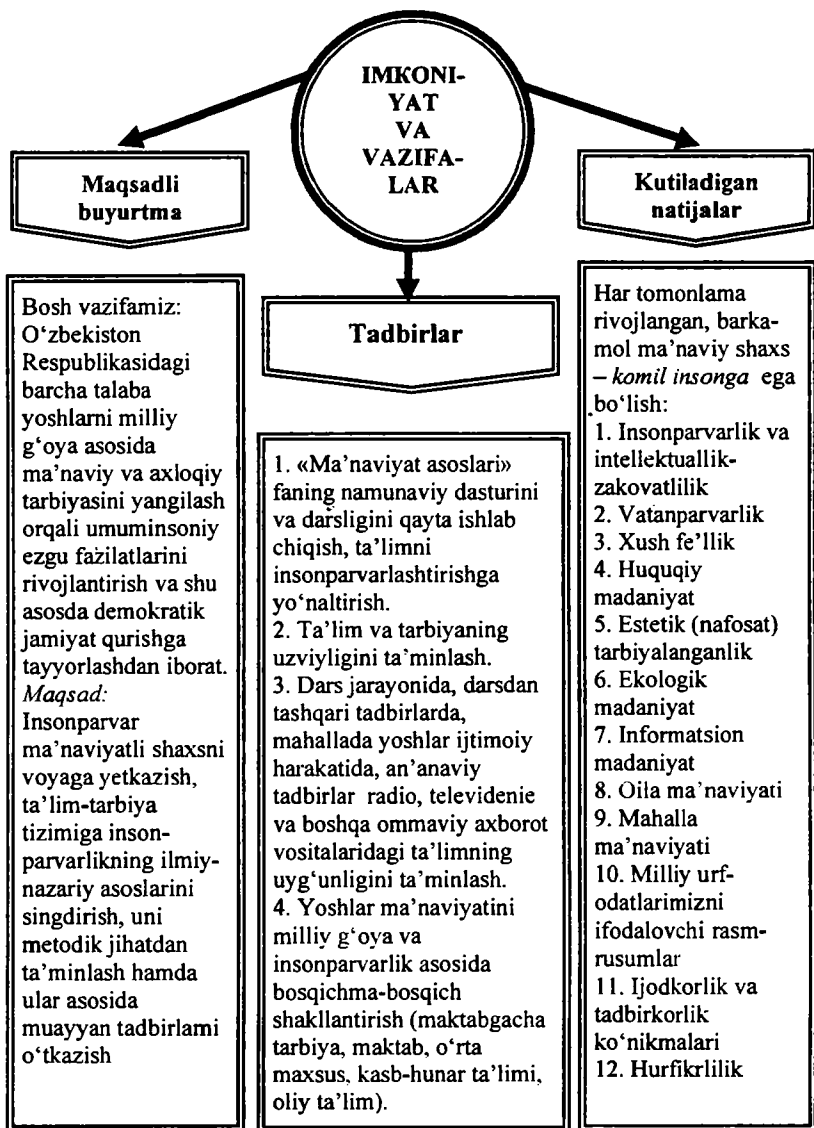 IMKONI-
YAT
VA
VAZIFA-
LAR
Maqsadli
buyurtma
Bosh vazifamiz:
O‘zbekiston
Respublikasidagi
barcha talaba
yoshlarni milliy
g‘oya asosida
ma’naviy va axloqiy
tarbiyasini yangilash
orqali umuminsoniy
ezgu fazilatlarini
rivojlantirish va shu
asosda demokratik
jamiyat qurishga
tayyorlashdan iborat.
Maqsad:
Insonparvar
ma’naviyatli shaxsni
voyaga yetkazish,
ta’lim-tarbiya
tizimiga inson-
parvarlikning ilmiy-
nazariy asoslarini
singdirish, uni
metodik jihatdan
ta’minlash hamda
ular asosida
muayyan tadbirlami
o‘tkazish
Tadbirlar
1. «Ma’naviyat asoslari»
faning namunaviy dasturini
va darsligini qayta ishlab
chiqish, ta’limni
insonparvarlashtirishga
yo‘naltirish.
2. Ta’lim va tarbiyaning
uzviyligini ta’minlash.
3. Dars jarayonida, darsdan
tashqari tadbirlarda,
mahallada yoshlar ijtimoiy
harakatida, an’anaviy
tadbirlar radio, televidenie
va boshqa ommaviy axborot
vositalaridagi ta’limning
uyg‘unligini ta’minlash.
4. Yoshlar ma’naviyatini
milliy g‘oya va
insonparvarlik asosida
bosqichma-bosqich
shakllantirish (maktabgacha
tarbiya, maktab, o‘rta
maxsus, kasb-hunar ta’limi,
oliy ta’lim).
Kutiladigan
natijalar
Har tomonlama
rivojlangan, barka-
mol ma’naviy shaxs
– komil insonga ega
bo‘lish:
1. Insonparvarlik va
intellektuallik-
zakovatlilik
2. Vatanparvarlik
3. Xush fe’llik
4. Huquqiy
madaniyat
5. Estetik (nafosat)
tarbiyalanganlik
6. Ekologik
madaniyat
7. Informatsion
madaniyat
8. Oila ma’naviyati
9. Mahalla
ma’naviyati
10. Milliy urf-
odatlarimizni
ifodalovchi rasm-
rusumlar
11. Ijodkorlik va
tadbirkorlik
ko‘nikmalari
12. Hurfikrlilik